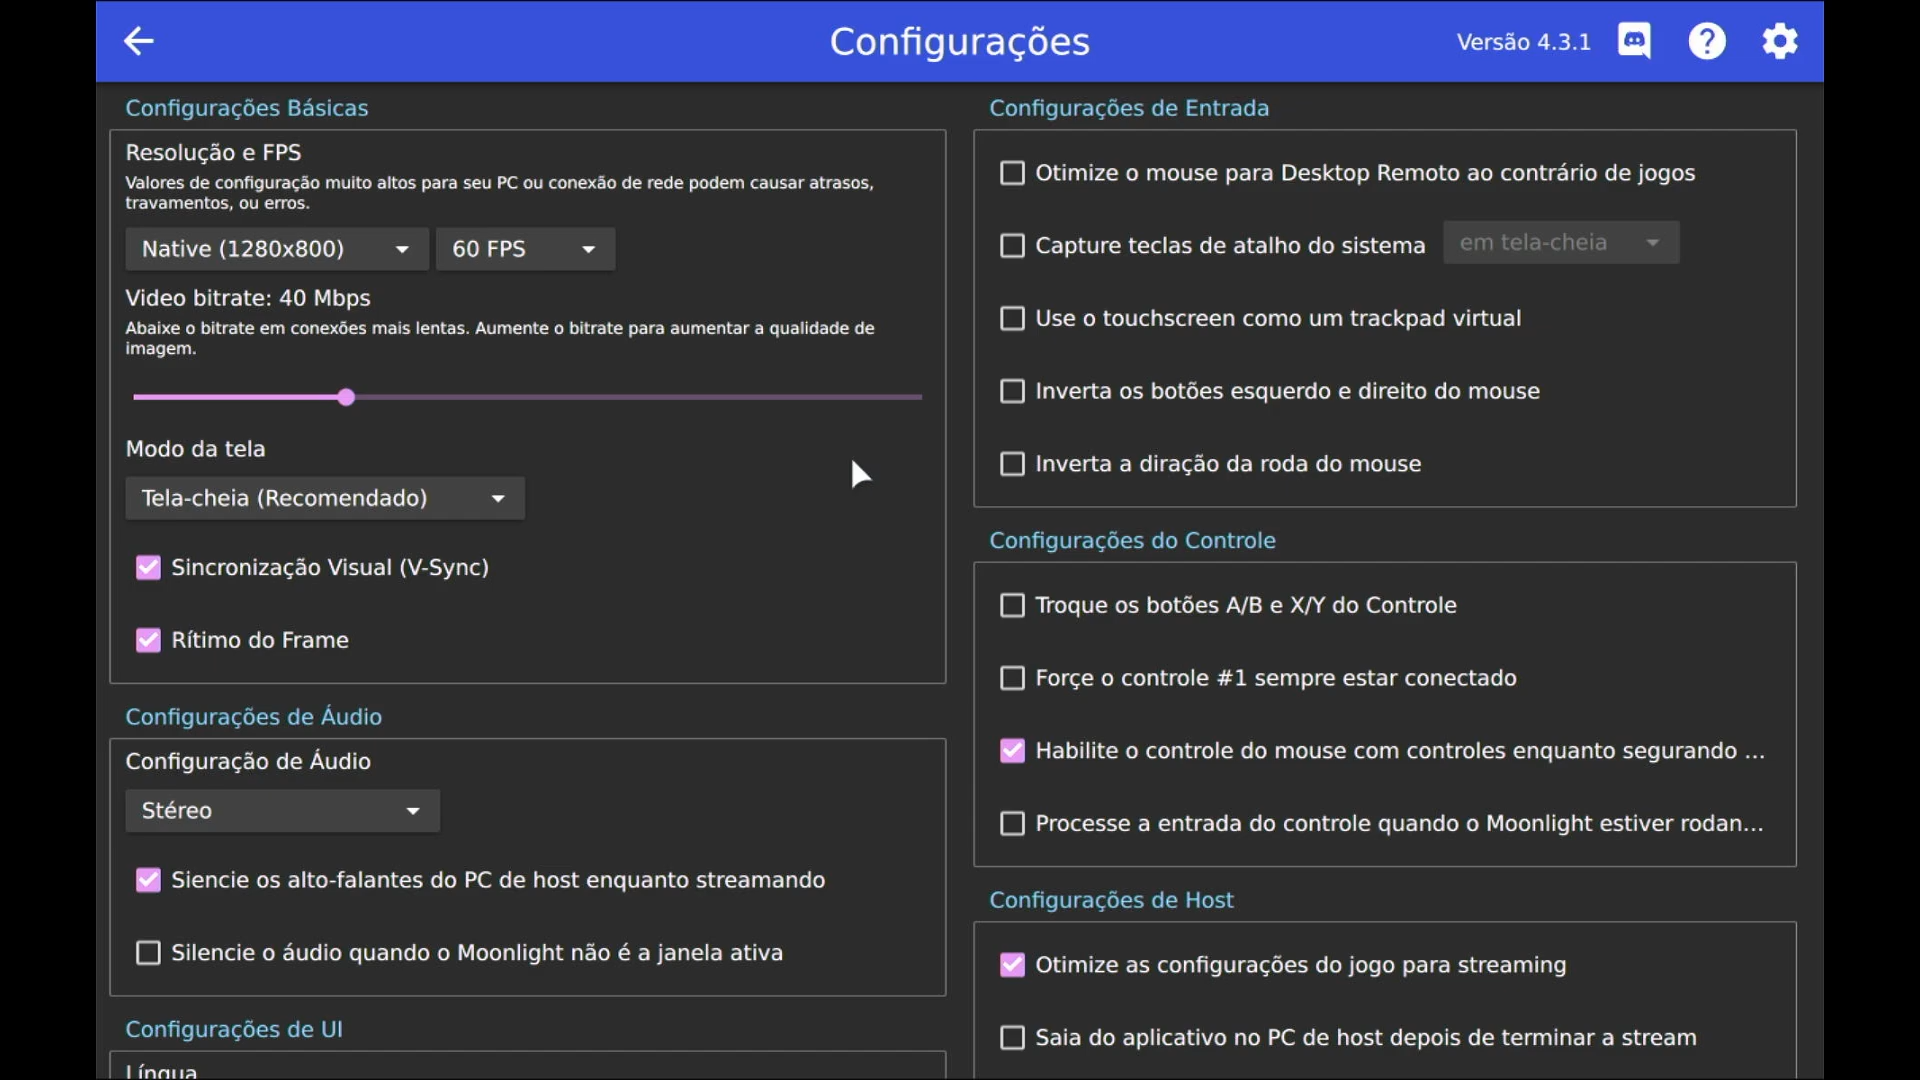 Configurações
Versão 4.3.1
Configurações Básicas
Resolução e FPS
Valores de configuração muito altos para seu PC ou conexão de rede podem causar atrasos,
travamentos, ou erros.
Native (1280x800)
60 FPS
Video bitrate: 40 Mbps
Abaixe o bitrate em conexões mais lentas. Aumente o bitrate para aumentar a qualidade de
imagem.
Modo da tela
Tela-cheia (Recomendado)
Sincronização Visual (V-Sync)
Rítimo do Frame
Configurações de Áudio
Configuração de Áudio
Stéreo
Siencie os alto-falantes do PC de host enquanto streamando
Silencie o áudio quando o Moonlight não é a janela ativa
Configurações de UI
Língua
Configurações de Entrada
Otimize o mouse para Desktop Remoto ao contrário de jogos
Capture teclas de atalho do sistema
em tela-cheia
Use o touchscreen como um trackpad virtual
Inverta os botões esquerdo e direito do mouse
Inverta a diração da roda do mouse
Configurações do Controle
Troque os botões A/B e X/Y do Controle
Forçe o controle #1 sempre estar conectado
Habilite o controle do mouse com controles enquanto segurando ...
Processe a entrada do controle quando o Moonlight estiver rodan...
Configurações de Host
Otimize as configurações do jogo para streaming
Saia do aplicativo no PC de host depois de terminar a stream